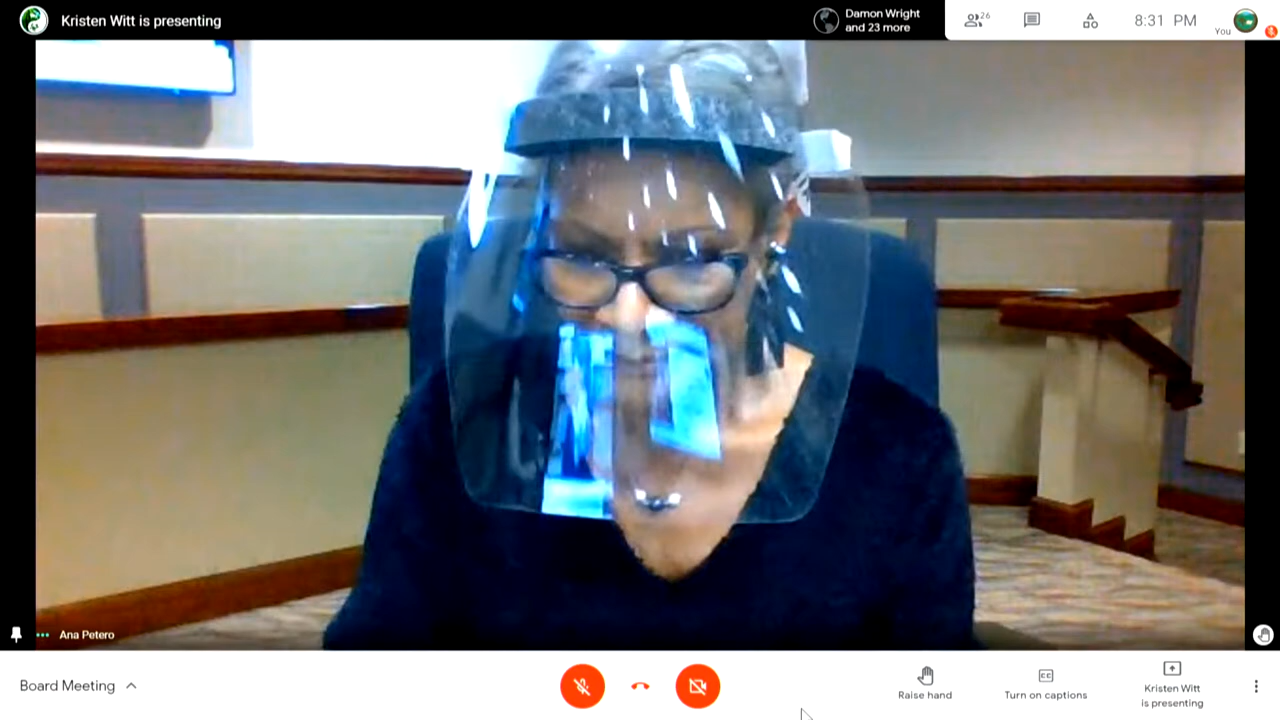 Kristen Witt is presenting
Damon Wright
and 23 more
26
8:31 PM
You
Ana Petero
Board Meeting
Raise hand
Turn on captions
Kristen Witt
is presenting